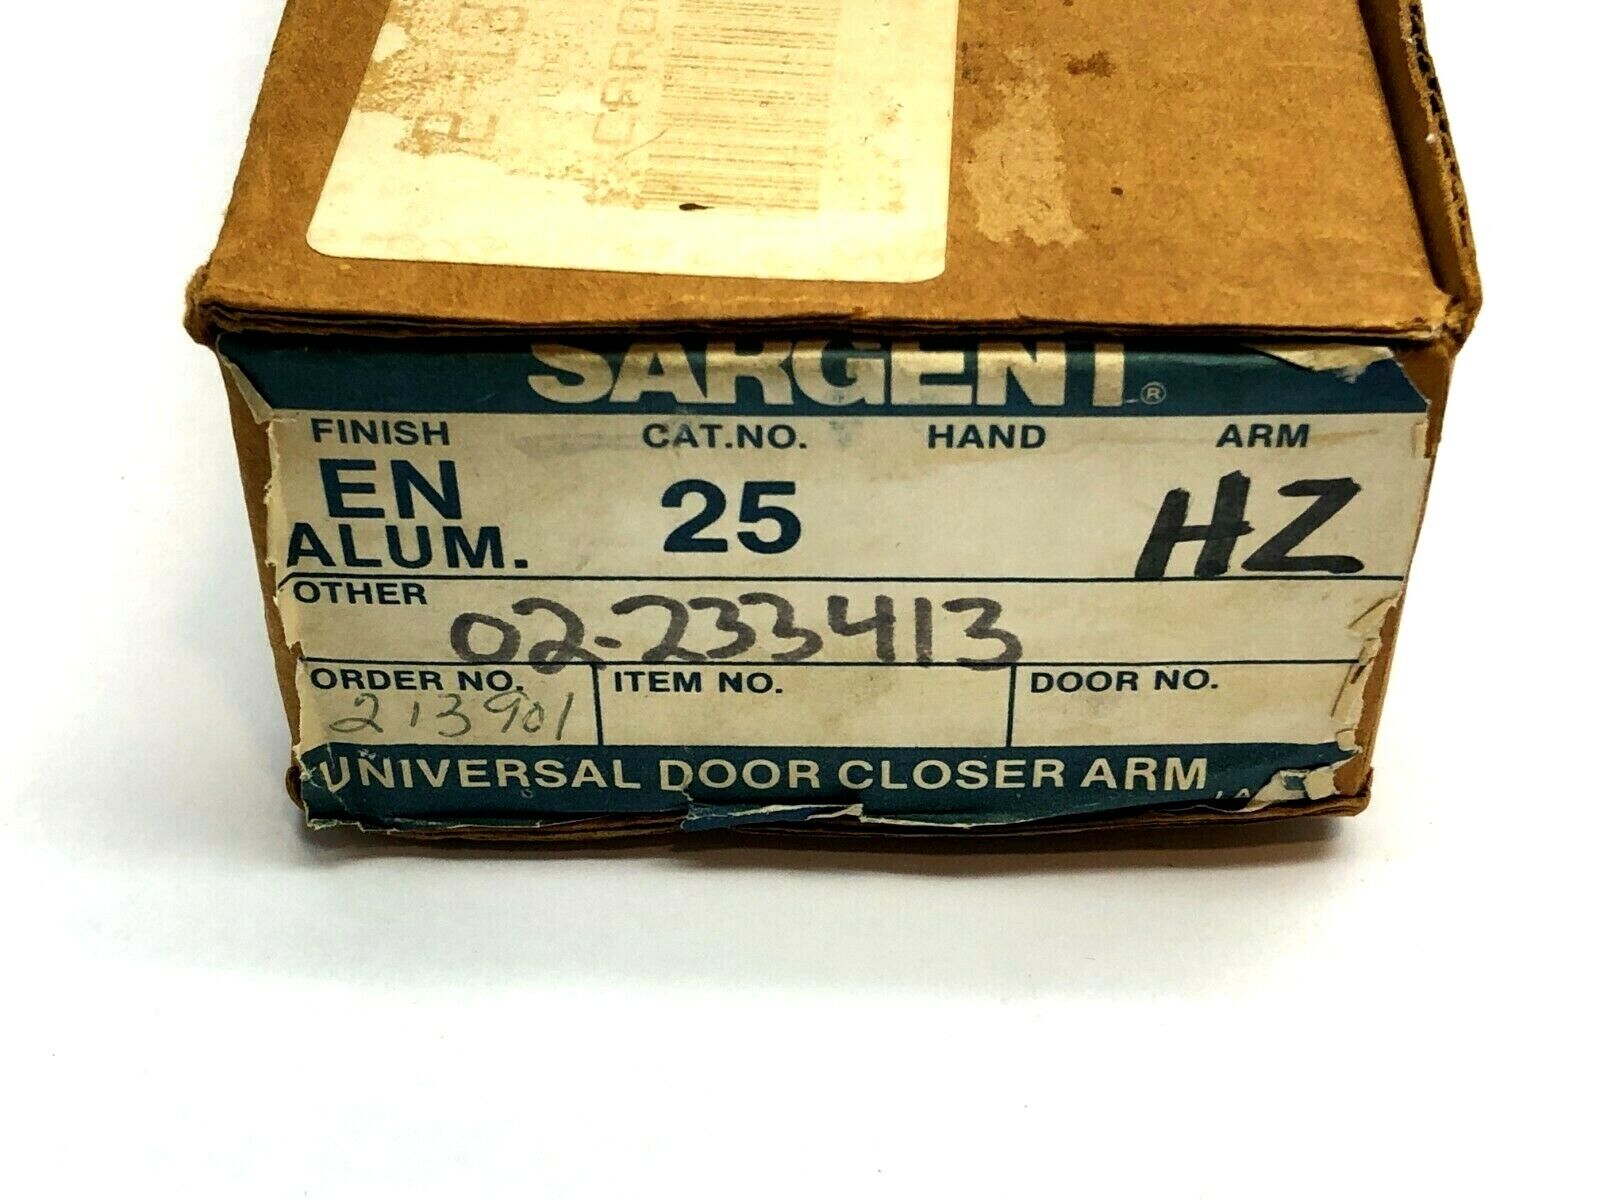 SARGENT®
FINISH CAT.NO. HAND ARM
EN 25 HZ
ALUM.
OTHER
02-233413
ORDER NO. ITEM NO. DOOR NO.
213901
UNIVERSAL DOOR CLOSER ARM